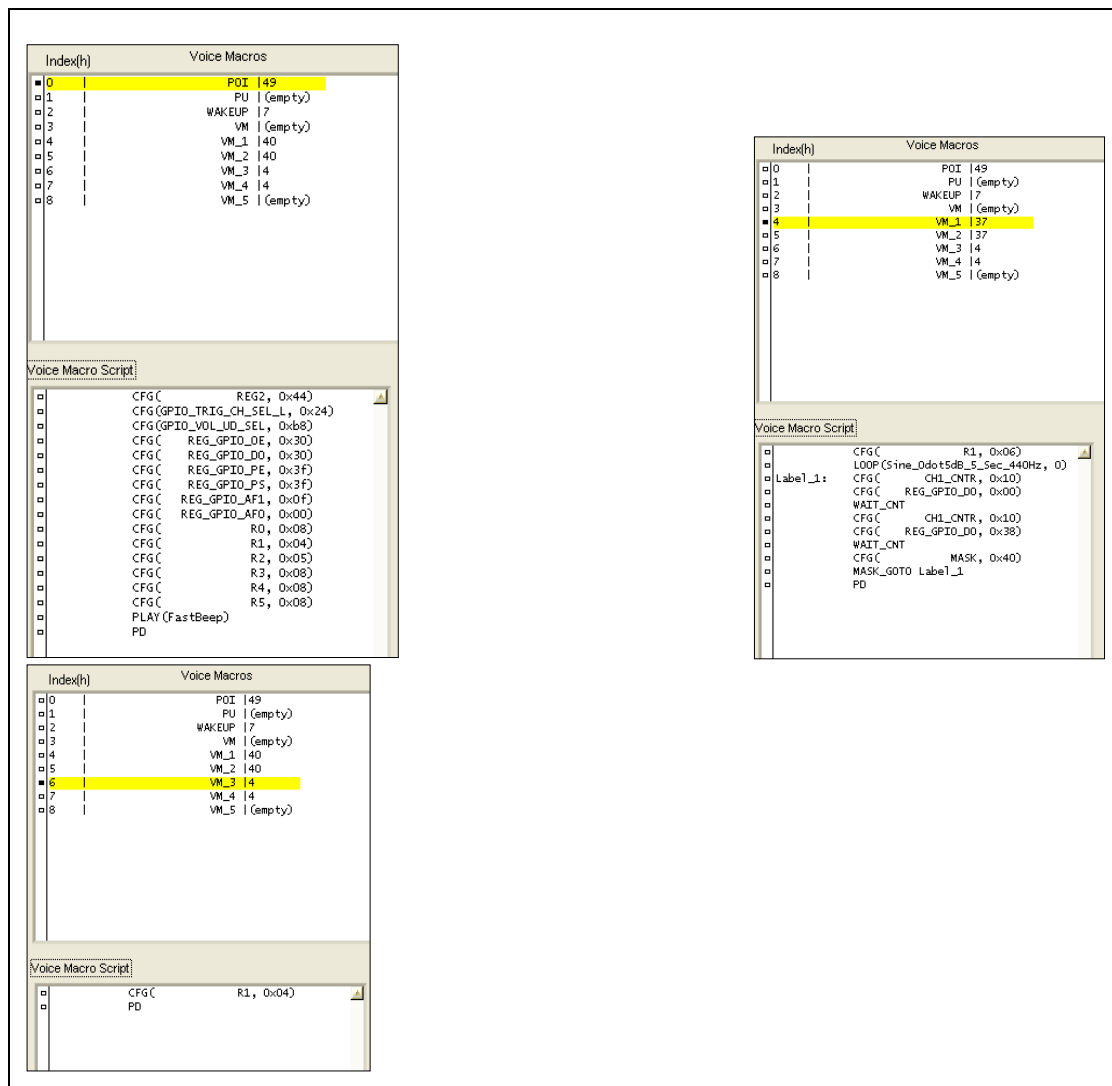 Index(h) Voice Macros
0 | POI |49
1 | PU |(empty)
2 | WAKEUP |7
3 | VM |(empty)
4 | VM_1 |40
5 | VM_2 |40
6 | VM_3 |4
7 | VM_4 |4
8 | VM_5 |(empty)
Voice Macro Script
CFG( REG2, 0x44)
CFG(GPIO_TRIG_CH_SEL_L, 0x24)
CFG(GPIO_VOL_UD_SEL, 0xb8)
CFG( REG_GPIO_OE, 0x30)
CFG( REG_GPIO_DO, 0x30)
CFG( REG_GPIO_PE, 0x3f)
CFG( REG_GPIO_PS, 0x3f)
CFG( REG_GPIO_AF1, 0x0f)
CFG( REG_GPIO_AF0, 0x00)
CFG( R0, 0x08)
CFG( R1, 0x04)
CFG( R2, 0x05)
CFG( R3, 0x08)
CFG( R4, 0x08)
CFG( R5, 0x08)
PLAY(FastBeep)
PD
Index(h) Voice Macros
0 | POI |49
1 | PU |(empty)
2 | WAKEUP |7
3 | VM |(empty)
4 | VM_1 |37
5 | VM_2 |37
6 | VM_3 |4
7 | VM_4 |4
8 | VM_5 |(empty)
Voice Macro Script
CFG( R1, 0x06)
LOOP(Sine_0dot5dB_5_Sec_440Hz, 0)
Label_1: CFG( CH1_CNTR, 0x10)
CFG( REG_GPIO_DO, 0x00)
WAIT_CNT
CFG( CH1_CNTR, 0x10)
CFG( REG_GPIO_DO, 0x38)
WAIT_CNT
CFG( MASK, 0x40)
MASK_GOTO Label_1
PD
Index(h) Voice Macros
0 | POI |49
1 | PU |(empty)
2 | WAKEUP |7
3 | VM |(empty)
4 | VM_1 |40
5 | VM_2 |40
6 | VM_3 |4
7 | VM_4 |4
8 | VM_5 |(empty)
Voice Macro Script
CFG( R1, 0x04)
PD